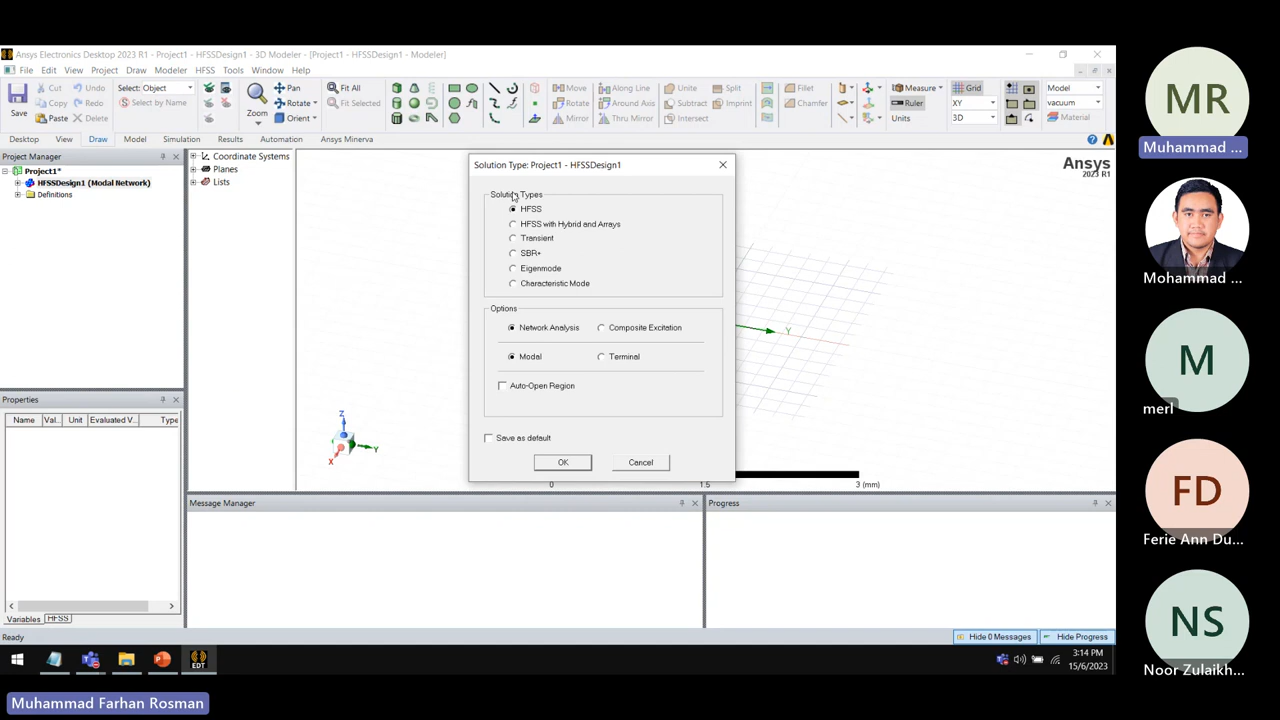 Ansys Electronics Desktop 2023 R1 - Project1 - HFSSDesign1 - 3D Modeler - [Project1 - HFSSDesign1 - Modeler]
File Edit View Project Draw Modeler HFSS Tools Window Help
Save
Cut Undo
Copy Redo
Paste Delete
Select: Object
Select by Name
Zoom
Pan
Rotate
Orient
Fit All
Fit Selected
Move Along Line
Rotate Around Axis
Mirror Thru Mirror
Unite Split
Subtract Imprint
Intersect
Fillet
Chamfer
Measure
Ruler
Units
Grid
XY
3D
Model
vacuum
Material
Desktop View Draw Model Simulation Results Automation Ansys Minerva
Project Manager
Project1*
HFSSDesign1 (Modal Network)
Definitions
Coordinate Systems
Planes
Lists
Ansys
2023 R1
Solution Type: Project1 - HFSSDesign1
Solution Types
HFSS
HFSS with Hybrid and Arrays
Transient
SBR+
Eigenmode
Characteristic Mode
Options
Network Analysis Composite Excitation
Modal Terminal
Auto-Open Region
Save as default
OK Cancel
Y
Z
Y
X
0 1.5 3 (mm)
Properties
Name Val... Unit Evaluated V... Type
Variables HFSS
Message Manager
Progress
Ready
Hide 0 Messages Hide Progress
EDT
3:14 PM
15/6/2023
Muhammad Farhan Rosman
MR
Muhammad ...
Mohammad ...
M
merl
FD
Ferie Ann Du...
NS
Noor Zulaikh...